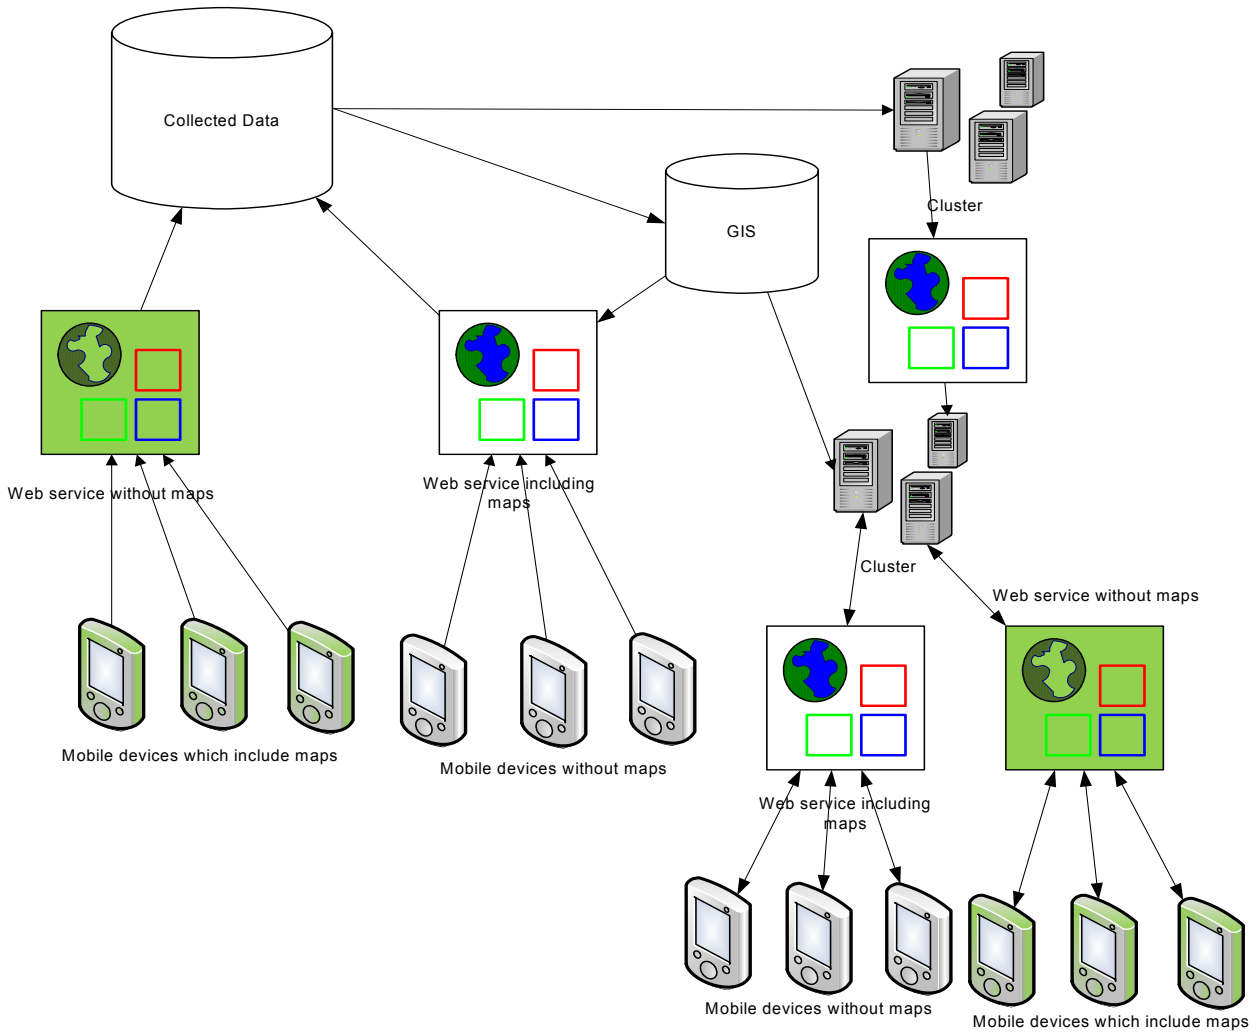 Collected Data
Cluster
GIS
Web service without maps
Web service including
maps
Cluster
Web service without maps
Mobile devices which include maps
Mobile devices without maps
Web service including
maps
Mobile devices without maps
Mobile devices which include maps